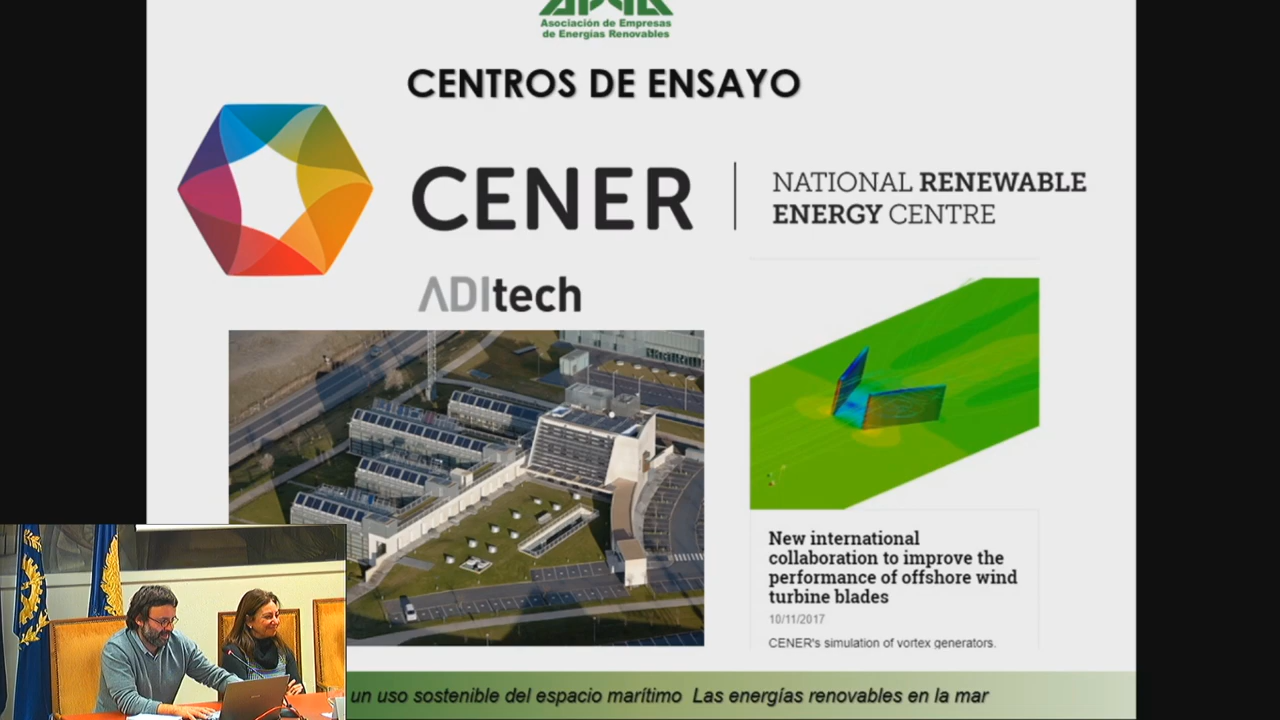 Asociación de Empresas
de Energías Renovables
CENTROS DE ENSAYO
CENER
NATIONAL RENEWABLE
ENERGY CENTRE
ADItech
New international
collaboration to improve the
performance of offshore wind
turbine blades
10/11/2017
CENER's simulation of vortex generators.
un uso sostenible del espacio marítimo Las energías renovables en la mar